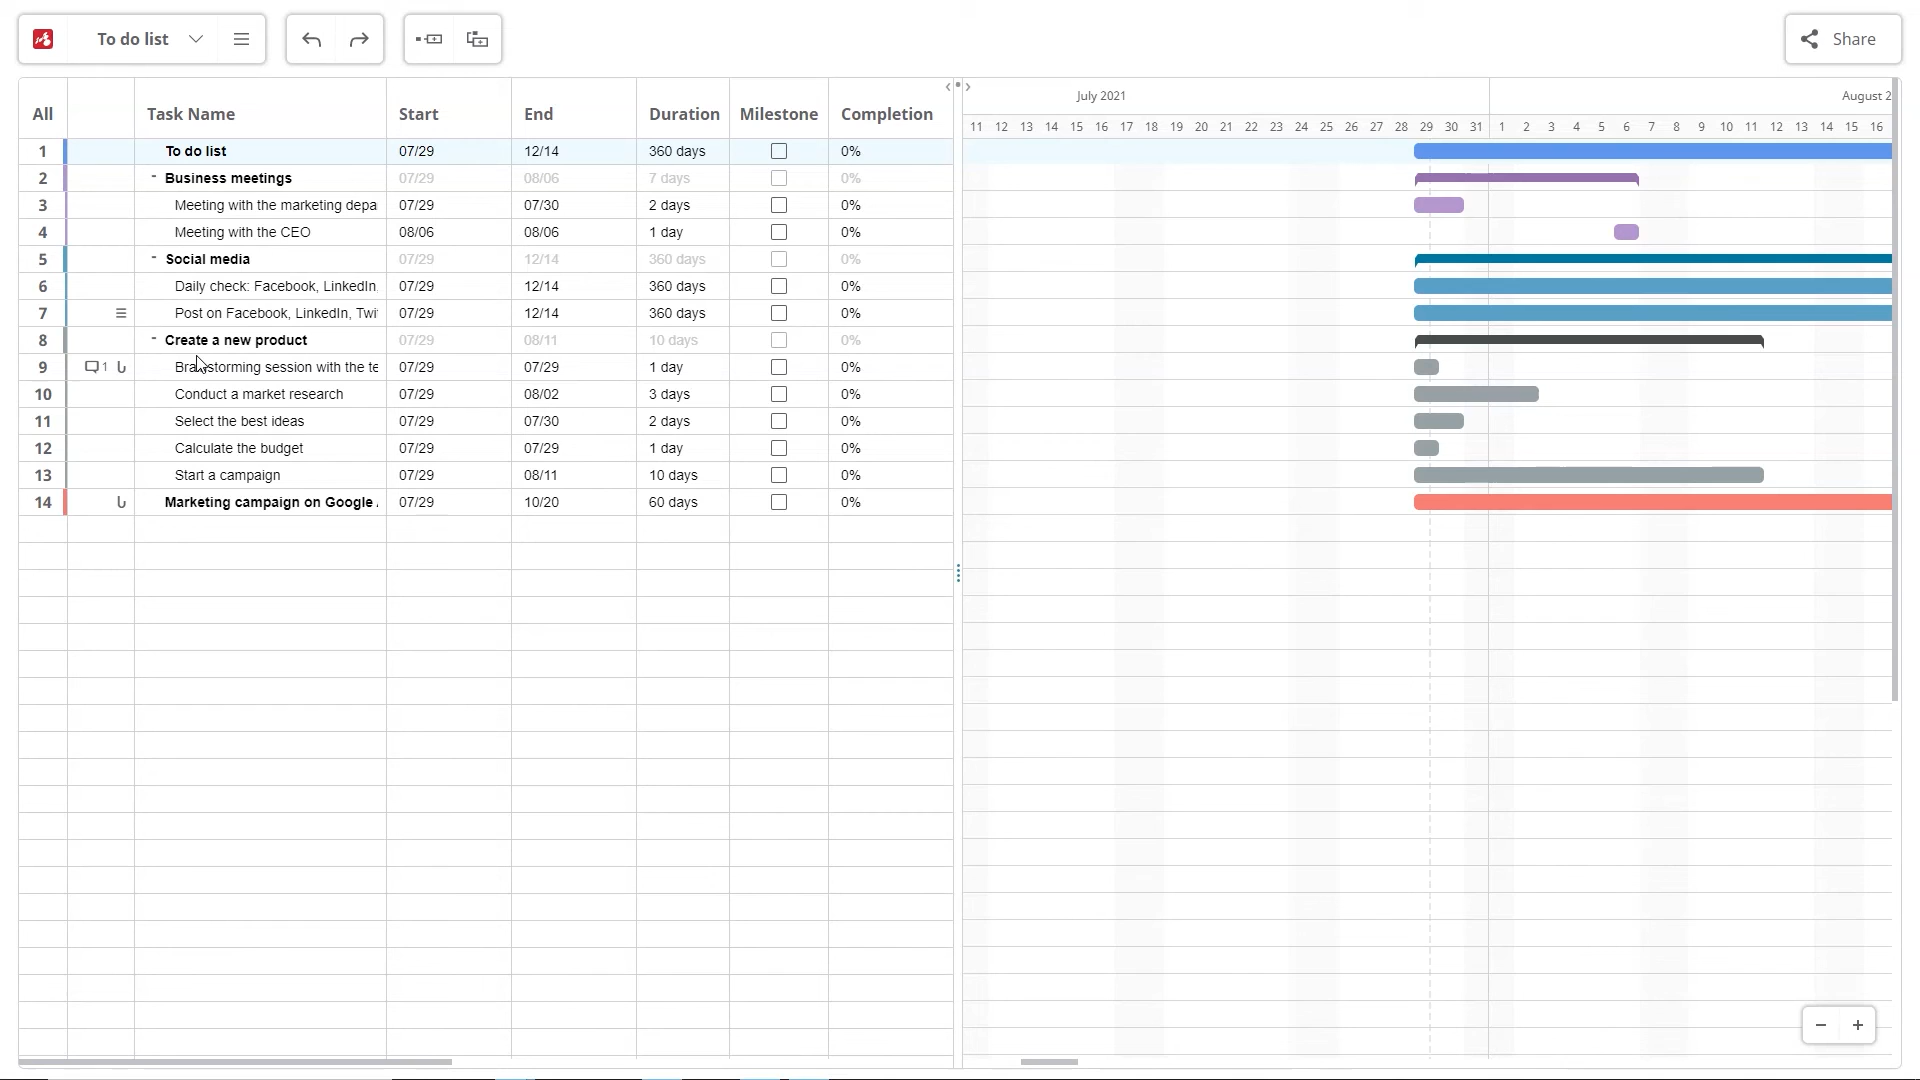 To do list
Share
All Task Name Start End Duration Milestone Completion
July 2021 August 2
11 12 13 14 15 16 17 18 19 20 21 22 23 24 25 26 27 28 29 30 31 1 2 3 4 5 6 7 8 9 10 11 12 13 14 15 16
1 To do list 07/29 12/14 360 days 0%
2 - Business meetings 07/29 08/06 7 days 0%
3 Meeting with the marketing depa 07/29 07/30 2 days 0%
4 Meeting with the CEO 08/06 08/06 1 day 0%
5 - Social media 07/29 12/14 360 days 0%
6 Daily check: Facebook, LinkedIn, 07/29 12/14 360 days 0%
7 Post on Facebook, LinkedIn, Twi 07/29 12/14 360 days 0%
8 - Create a new product 07/29 08/11 10 days 0%
9 1 Brainstorming session with the te 07/29 07/29 1 day 0%
10 Conduct a market research 07/29 08/02 3 days 0%
11 Select the best ideas 07/29 07/30 2 days 0%
12 Calculate the budget 07/29 07/29 1 day 0%
13 Start a campaign 07/29 08/11 10 days 0%
14 Marketing campaign on Google 07/29 10/20 60 days 0%